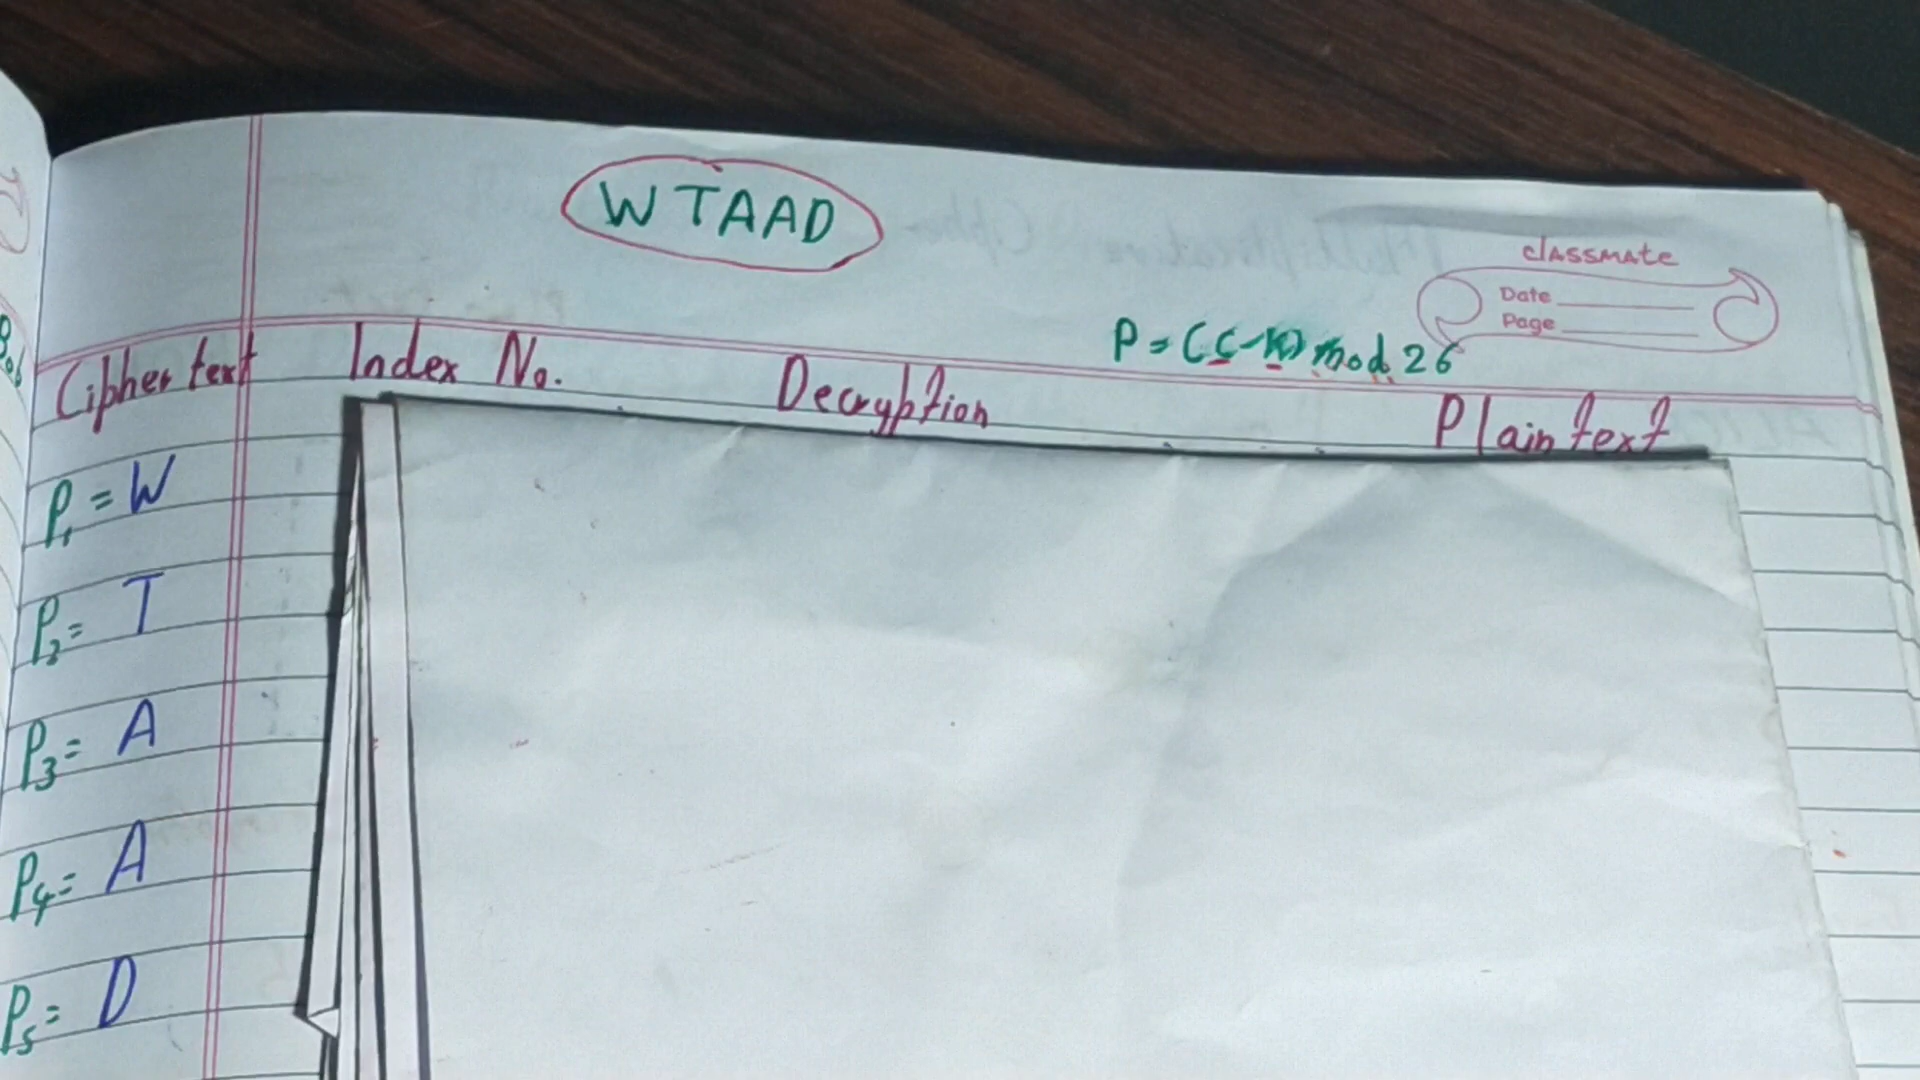 WTAAD
classmate
Date
Page
P = (C-K) mod 26
Cipher text Index No. Decryption Plain text
P1 = W
P2 = T
P3 = A
P4 = A
P5 = D